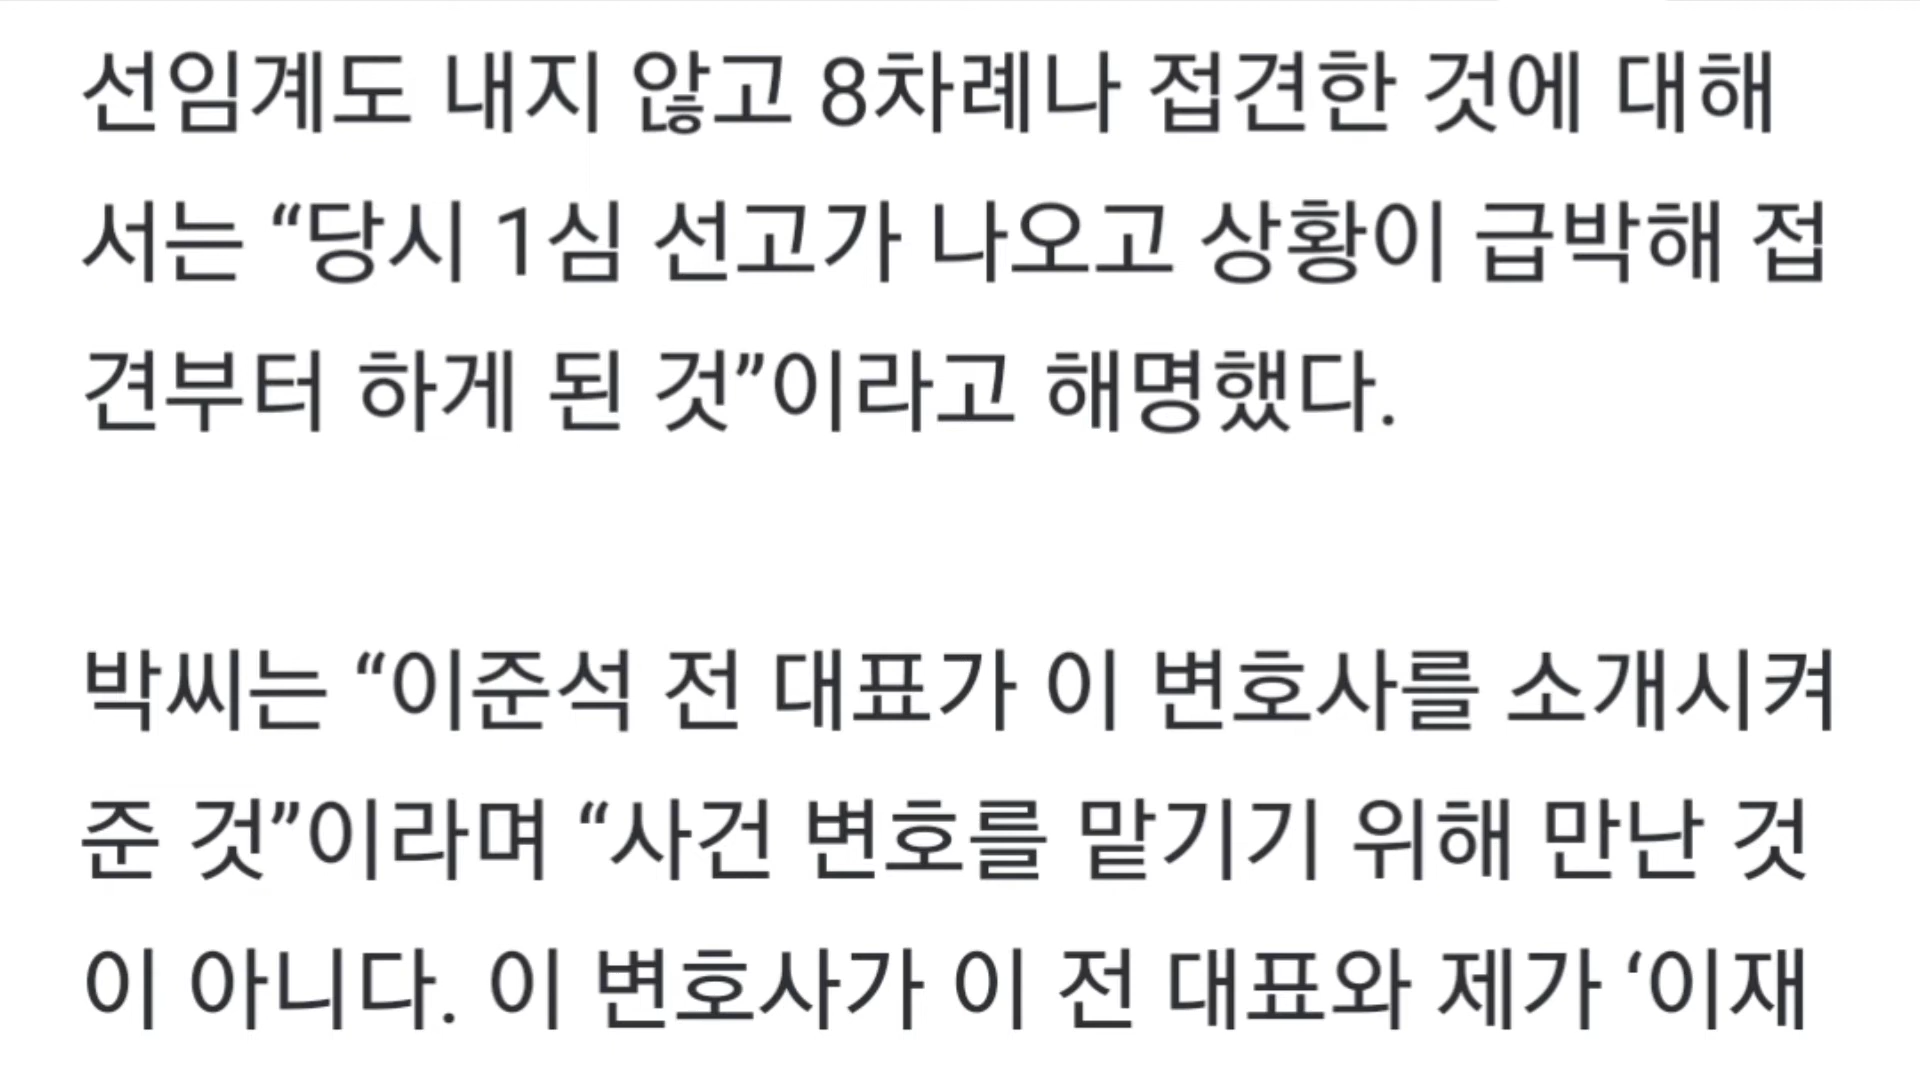 선임계도 내지 않고 8차례나 접견한 것에 대해
서는 “당시 1심 선고가 나오고 상황이 급박해 접
견부터 하게 된 것”이라고 해명했다.
박씨는 “이준석 전 대표가 이 변호사를 소개시켜
준 것”이라며 “사건 변호를 맡기기 위해 만난 것
이 아니다. 이 변호사가 이 전 대표와 제가 ‘이재